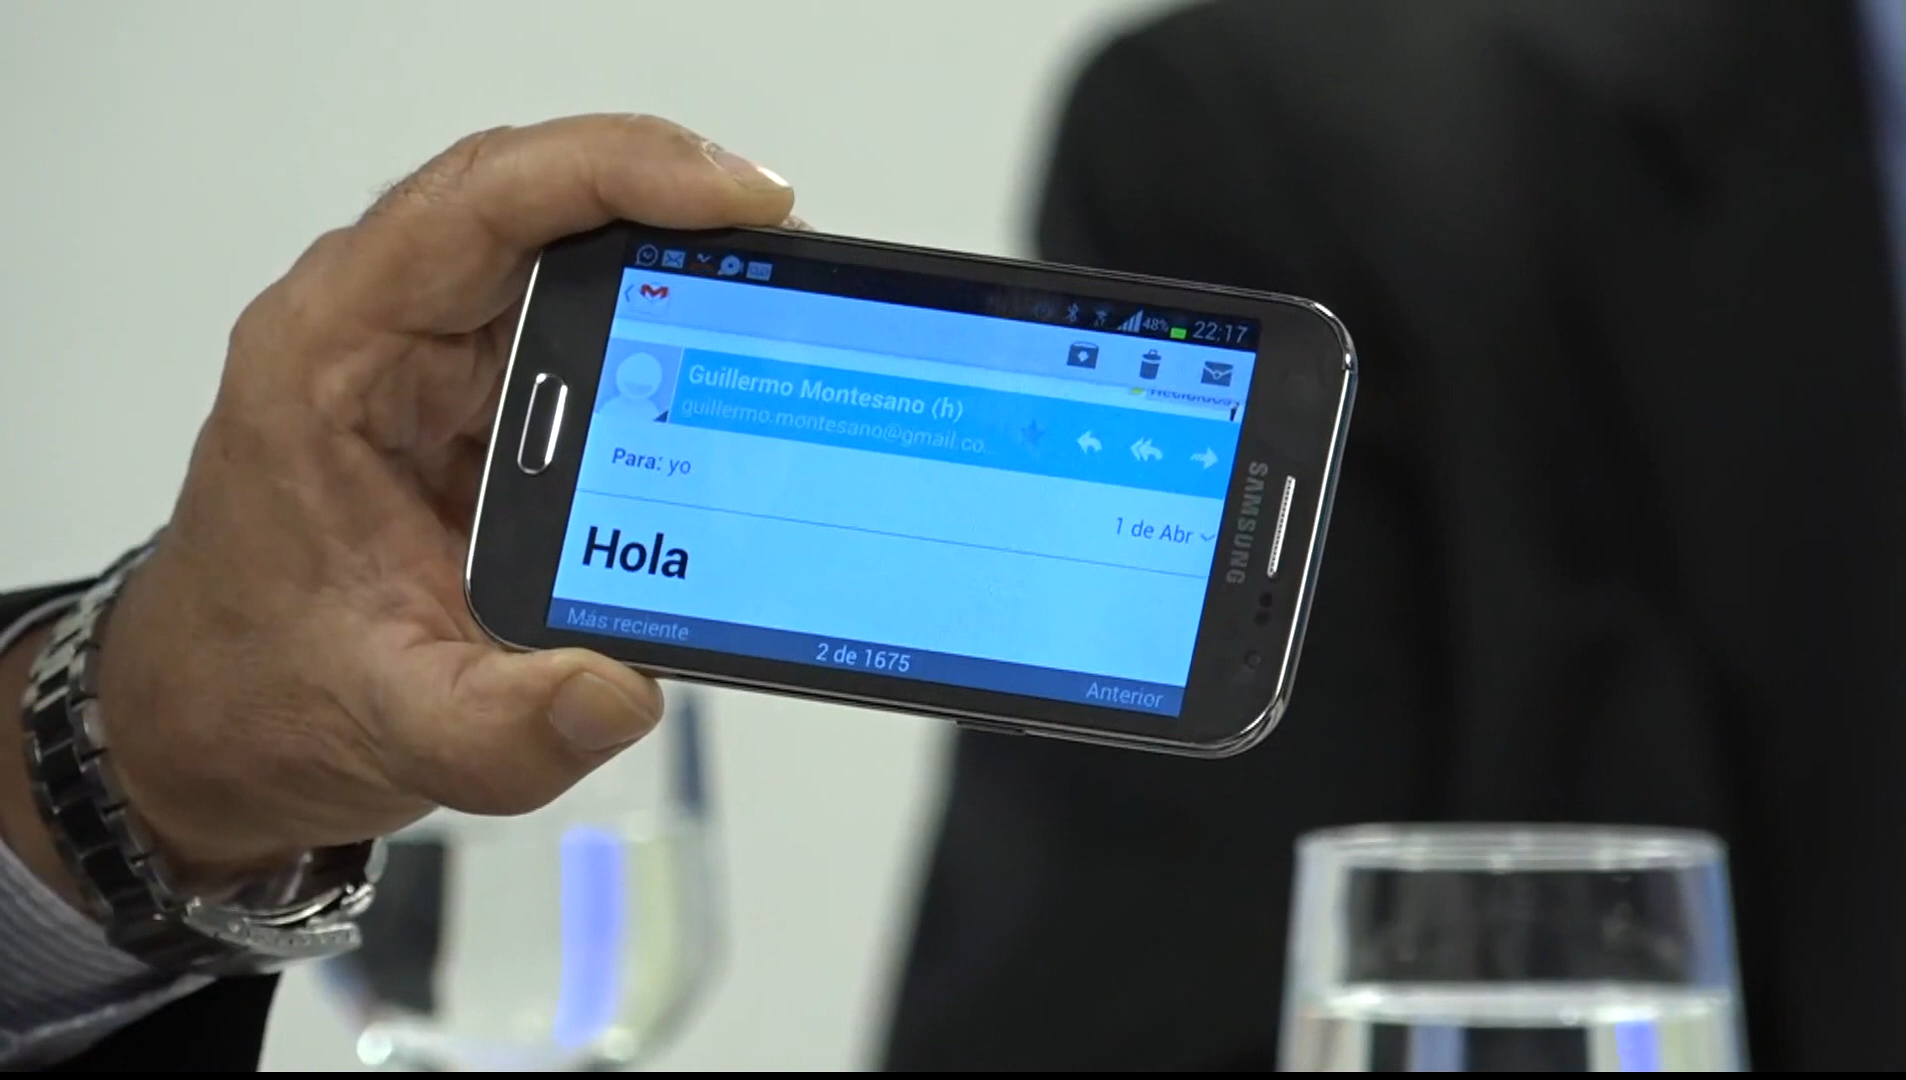 48% 22:17
Recibidos
Guillermo Montesano (h)
guillermo.montesano@gmail.co...
Para: yo
1 de Abr
Hola
Más reciente
2 de 1675
Anterior
SAMSUNG